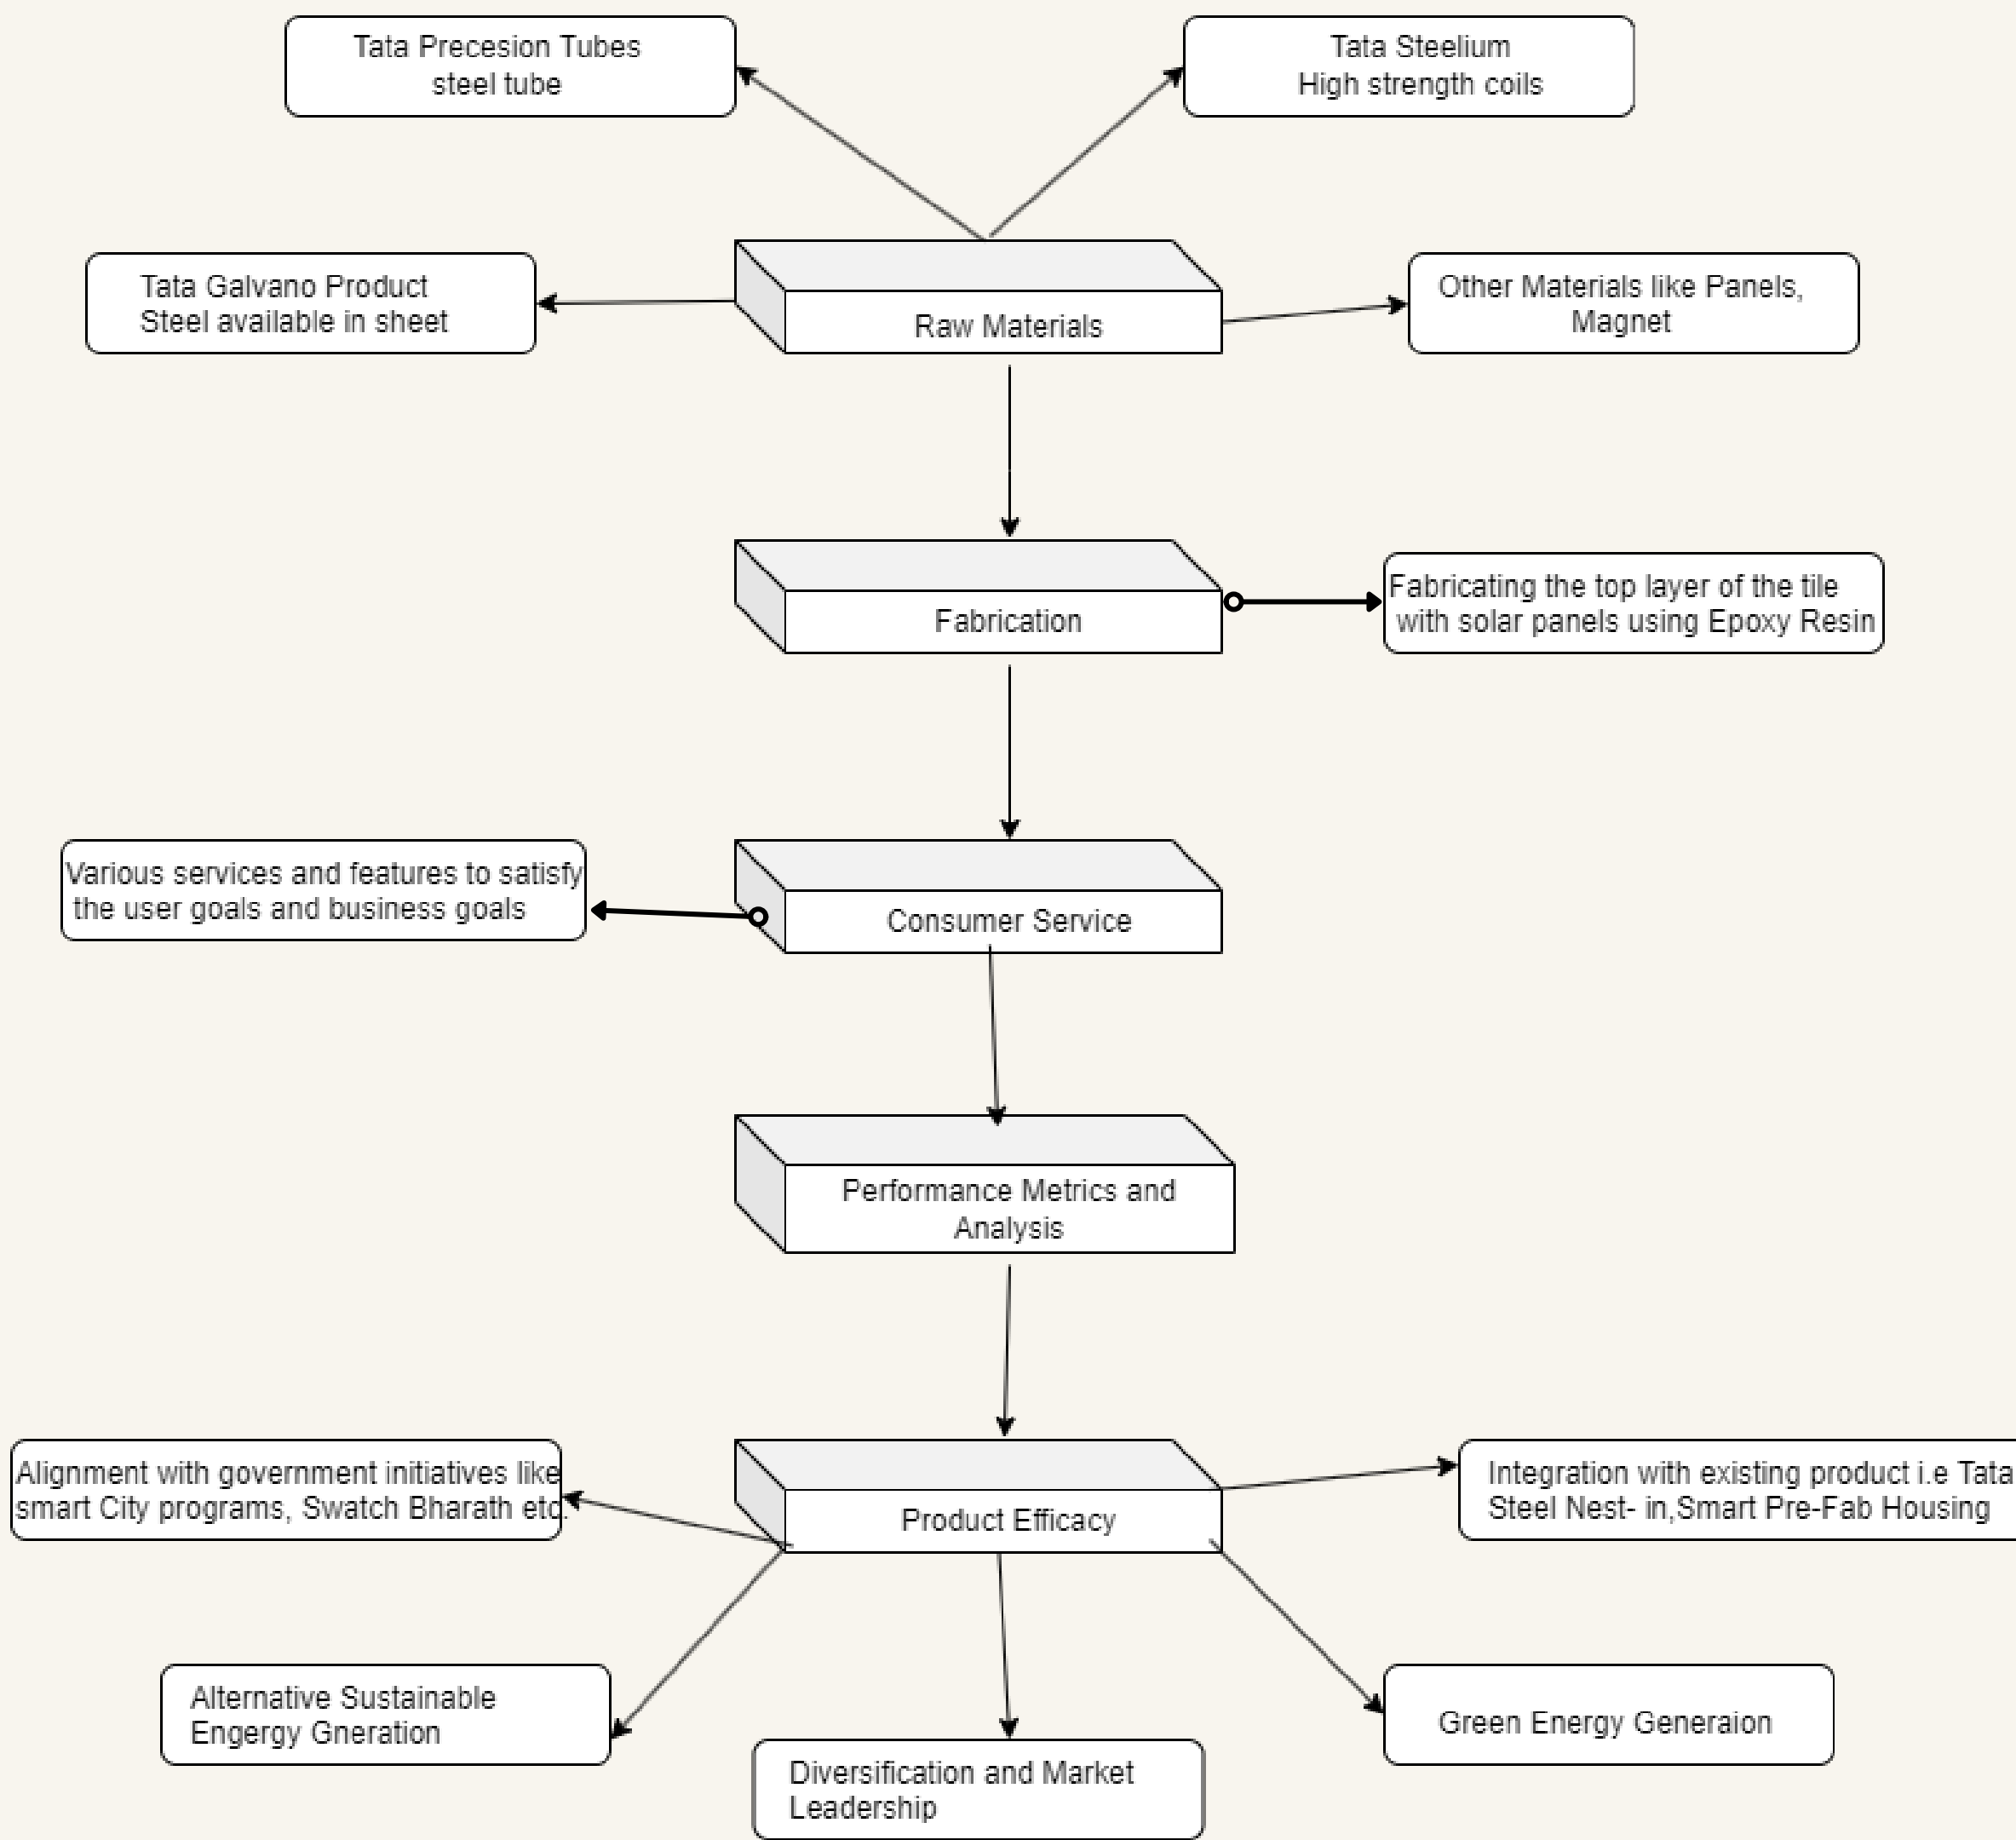 Tata Precesion Tubes
steel tube
Tata Steelium
High strength coils
Tata Galvano Product
Steel available in sheet
Raw Materials
Other Materials like Panels,
Magnet
Fabrication
Fabricating the top layer of the tile
with solar panels using Epoxy Resin
Various services and features to satisfy
the user goals and business goals
Consumer Service
Performance Metrics and
Analysis
Alignment with government initiatives like
smart City programs, Swatch Bharath etc.
Product Efficacy
Integration with existing product i.e Tata
Steel Nest- in,Smart Pre-Fab Housing
Alternative Sustainable
Engergy Gneration
Diversification and Market
Leadership
Green Energy Generaion